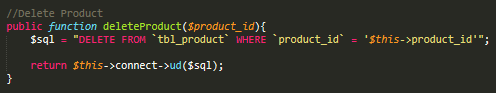 //Delete Product
public function deleteProduct($product_id){
$sql = "DELETE FROM `tbl_product` WHERE `product_id` = '$this->product_id'";
return $this->connect->ud($sql);
}